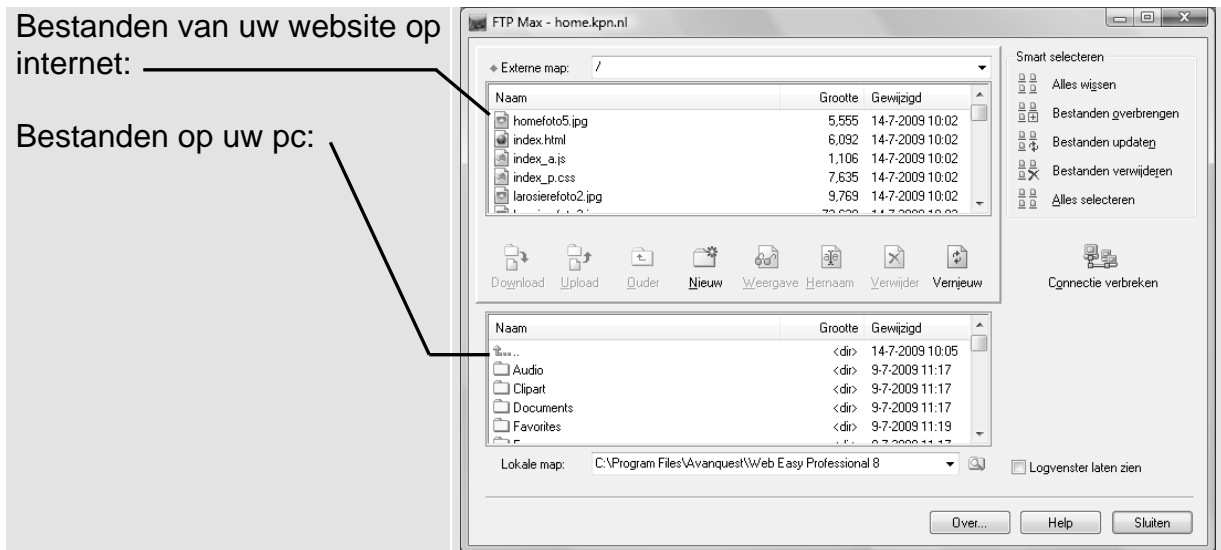 Bestanden van uw website op
internet:
Bestanden op uw pc:
FTP Max - home.kpn.nl
Externe map: /
Naam Grootte Gewijzigd
homefoto5.jpg 5,555 14-7-2009 10:02
index.html 6,092 14-7-2009 10:02
index_a.js 1,106 14-7-2009 10:02
index_p.css 7,635 14-7-2009 10:02
larosierefoto2.jpg 9,769 14-7-2009 10:02
Smart selecteren
Alles wissen
Bestanden overbrengen
Bestanden updaten
Bestanden verwijderen
Alles selecteren
Download Upload Ouder Nieuw Weergave Hernaam Verwijder Vernieuw
Connectie verbreken
Naam Grootte Gewijzigd
.. <dir> 14-7-2009 10:05
Audio <dir> 9-7-2009 11:17
Clipart <dir> 9-7-2009 11:17
Documents <dir> 9-7-2009 11:17
Favorites <dir> 9-7-2009 11:19
Lokale map: C:\Program Files\Avanquest\Web Easy Professional 8
Logvenster laten zien
Over... Help Sluiten